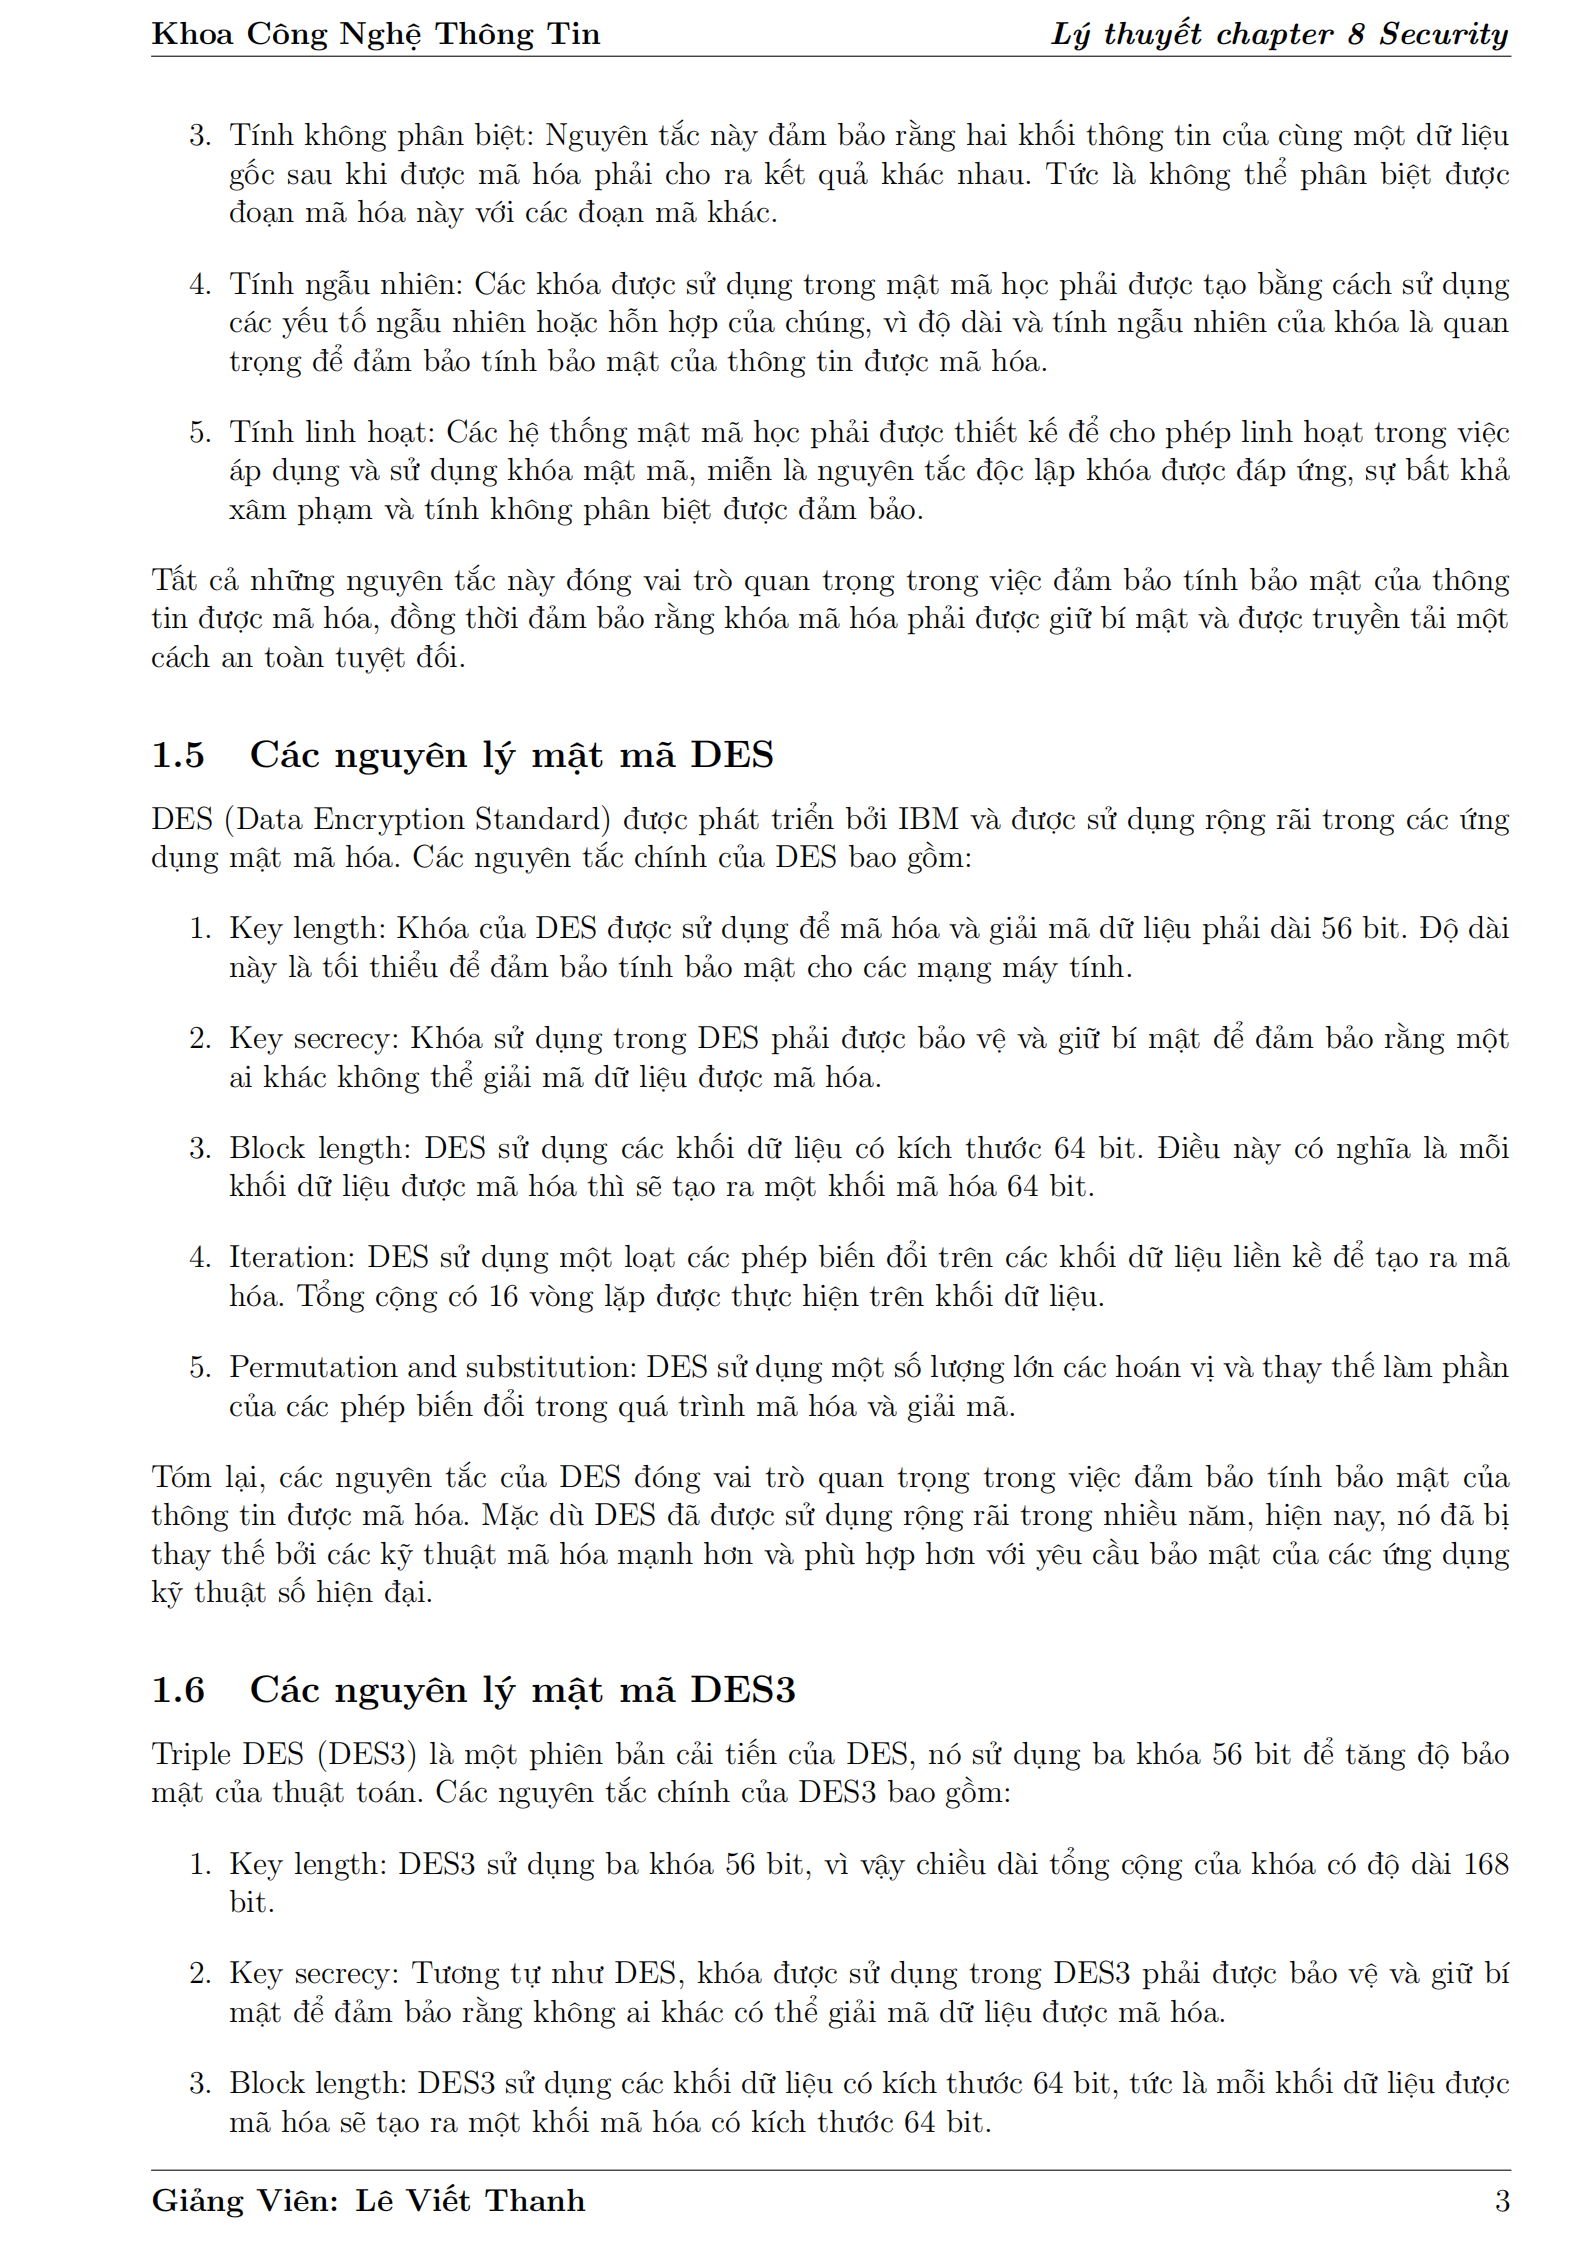 Khoa Công Nghệ Thông Tin
Lý thuyết chapter 8 Security
3. Tính không phân biệt: Nguyên tắc này đảm bảo rằng hai khối thông tin của cùng một dữ liệu
gốc sau khi được mã hóa phải cho ra kết quả khác nhau. Tức là không thể phân biệt được
đoạn mã hóa này với các đoạn mã khác.
4. Tính ngẫu nhiên: Các khóa được sử dụng trong mật mã học phải được tạo bằng cách sử dụng
các yếu tố ngẫu nhiên hoặc hỗn hợp của chúng, vì độ dài và tính ngẫu nhiên của khóa là quan
trọng để đảm bảo tính bảo mật của thông tin được mã hóa.
5. Tính linh hoạt: Các hệ thống mật mã học phải được thiết kế để cho phép linh hoạt trong việc
áp dụng và sử dụng khóa mật mã, miễn là nguyên tắc độc lập khóa được đáp ứng, sự bất khả
xâm phạm và tính không phân biệt được đảm bảo.
Tất cả những nguyên tắc này đóng vai trò quan trọng trong việc đảm bảo tính bảo mật của thông
tin được mã hóa, đồng thời đảm bảo rằng khóa mã hóa phải được giữ bí mật và được truyền tải một
cách an toàn tuyệt đối.
1.5 Các nguyên lý mật mã DES
DES (Data Encryption Standard) được phát triển bởi IBM và được sử dụng rộng rãi trong các ứng
dụng mật mã hóa. Các nguyên tắc chính của DES bao gồm:
1. Key length: Khóa của DES được sử dụng để mã hóa và giải mã dữ liệu phải dài 56 bit. Độ dài
này là tối thiểu để đảm bảo tính bảo mật cho các mạng máy tính.
2. Key secrecy: Khóa sử dụng trong DES phải được bảo vệ và giữ bí mật để đảm bảo rằng một
ai khác không thể giải mã dữ liệu được mã hóa.
3. Block length: DES sử dụng các khối dữ liệu có kích thước 64 bit. Điều này có nghĩa là mỗi
khối dữ liệu được mã hóa thì sẽ tạo ra một khối mã hóa 64 bit.
4. Iteration: DES sử dụng một loạt các phép biến đổi trên các khối dữ liệu liền kề để tạo ra mã
hóa. Tổng cộng có 16 vòng lặp được thực hiện trên khối dữ liệu.
5. Permutation and substitution: DES sử dụng một số lượng lớn các hoán vị và thay thế làm phần
của các phép biến đổi trong quá trình mã hóa và giải mã.
Tóm lại, các nguyên tắc của DES đóng vai trò quan trọng trong việc đảm bảo tính bảo mật của
thông tin được mã hóa. Mặc dù DES đã được sử dụng rộng rãi trong nhiều năm, hiện nay, nó đã bị
thay thế bởi các kỹ thuật mã hóa mạnh hơn và phù hợp hơn với yêu cầu bảo mật của các ứng dụng
kỹ thuật số hiện đại.
1.6 Các nguyên lý mật mã DES3
Triple DES (DES3) là một phiên bản cải tiến của DES, nó sử dụng ba khóa 56 bit để tăng độ bảo
mật của thuật toán. Các nguyên tắc chính của DES3 bao gồm:
1. Key length: DES3 sử dụng ba khóa 56 bit, vì vậy chiều dài tổng cộng của khóa có độ dài 168
bit.
2. Key secrecy: Tương tự như DES, khóa được sử dụng trong DES3 phải được bảo vệ và giữ bí
mật để đảm bảo rằng không ai khác có thể giải mã dữ liệu được mã hóa.
3. Block length: DES3 sử dụng các khối dữ liệu có kích thước 64 bit, tức là mỗi khối dữ liệu được
mã hóa sẽ tạo ra một khối mã hóa có kích thước 64 bit.
Giảng Viên: Lê Viết Thanh
3